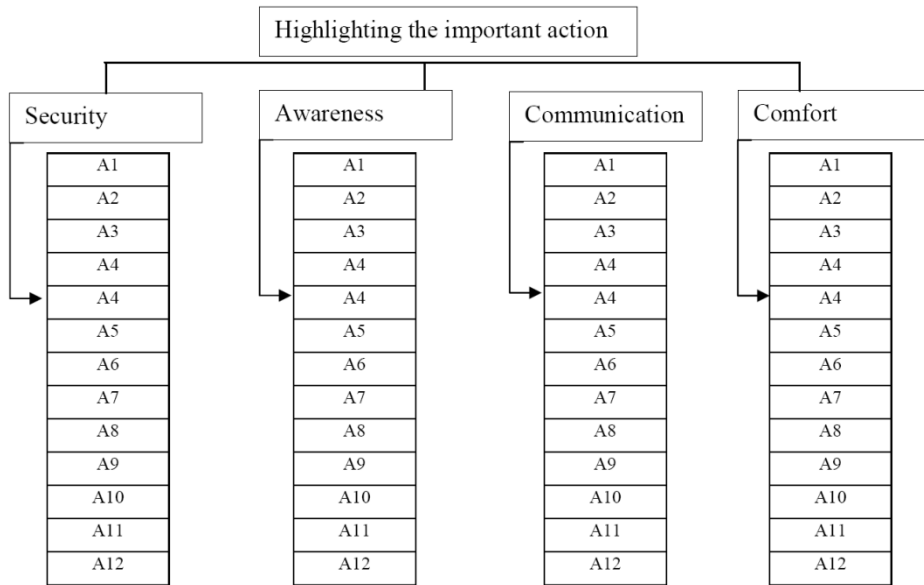 Highlighting the important action
Security
Awareness
Communication
Comfort
A1
A2
A3
A4
A4
A5
A6
A7
A8
A9
A10
A11
A12
A1
A2
A3
A4
A4
A5
A6
A7
A8
A9
A10
A11
A12
A1
A2
A3
A4
A4
A5
A6
A7
A8
A9
A10
A11
A12
A1
A2
A3
A4
A4
A5
A6
A7
A8
A9
A10
A11
A12